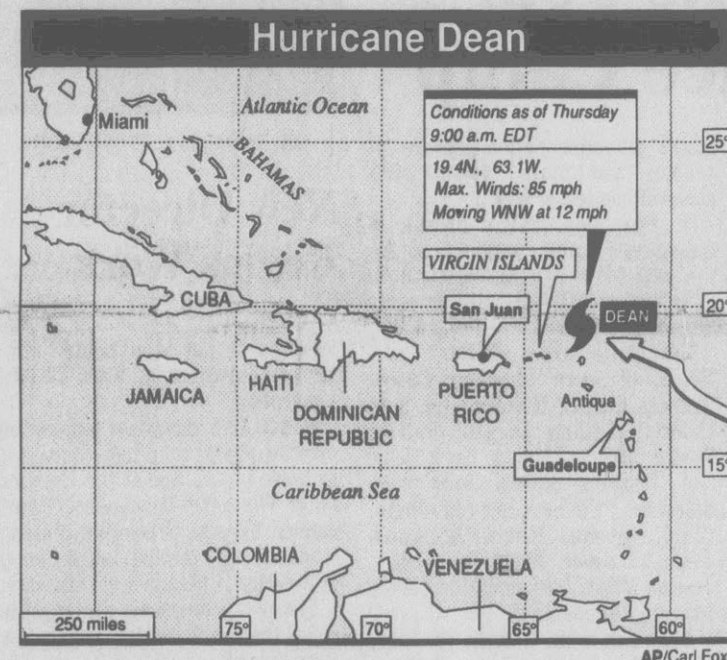 Hurricane Dean
Atlantic Ocean
Miami
BAHAMAS
Conditions as of Thursday
9:00 a.m. EDT
19.4N., 63.1W.
Max. Winds: 85 mph
Moving WNW at 12 mph
25°
VIRGIN ISLANDS
CUBA
San Juan
DEAN
20°
JAMAICA
HAITI
DOMINICAN
REPUBLIC
PUERTO
RICO
Antiqua
Guadeloupe
15°
Caribbean Sea
COLOMBIA
VENEZUELA
250 miles
75°
70°
65°
60°
AP/Carl Fox